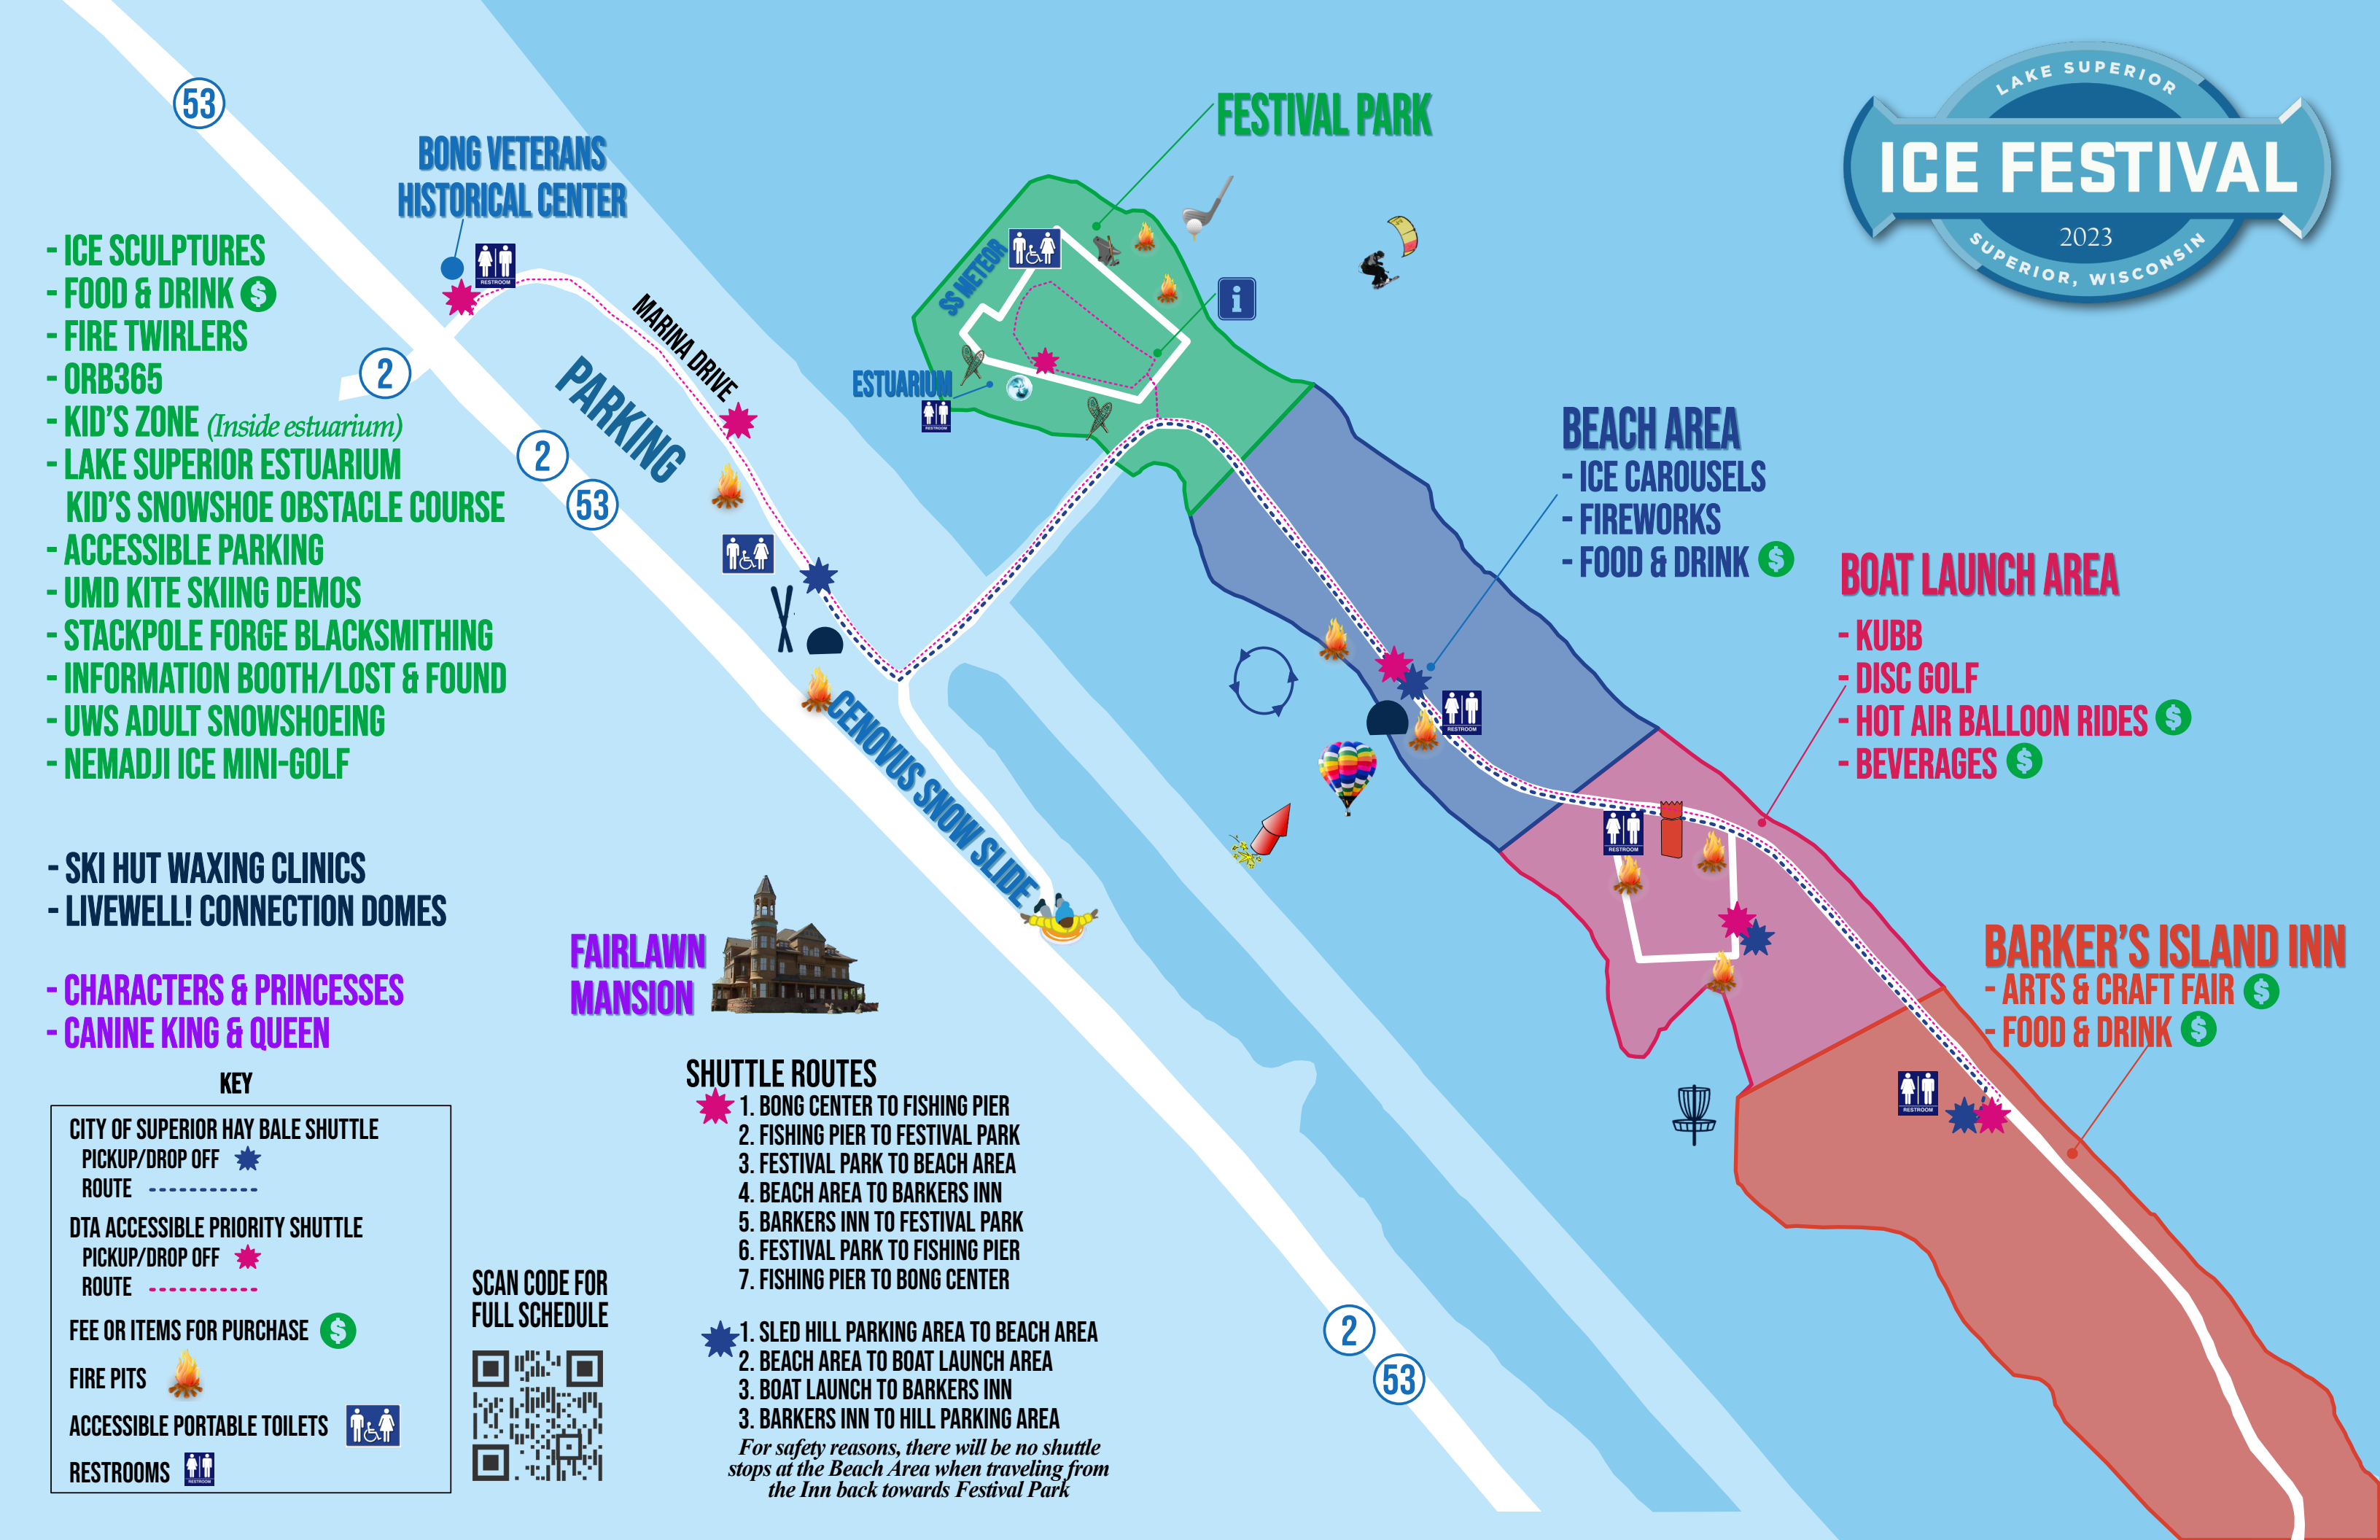 LAKE SUPERIOR
ICE FESTIVAL
2023
SUPERIOR, WISCONSIN
53
BONG VETERANS
HISTORICAL CENTER
RESTROOM
2
MARINA DRIVE
PARKING
2
53
CENOVUS SNOW SLIDE
- ICE SCULPTURES
- FOOD & DRINK $
- FIRE TWIRLERS
- ORB365
- KID'S ZONE (Inside estuarium)
- LAKE SUPERIOR ESTUARIUM
KID'S SNOWSHOE OBSTACLE COURSE
- ACCESSIBLE PARKING
- UMD KITE SKIING DEMOS
- STACKPOLE FORGE BLACKSMITHING
- INFORMATION BOOTH/LOST & FOUND
- UWS ADULT SNOWSHOEING
- NEMADJI ICE MINI-GOLF
- SKI HUT WAXING CLINICS
- LIVEWELL! CONNECTION DOMES
- CHARACTERS & PRINCESSES
- CANINE KING & QUEEN
FESTIVAL PARK
SS METEOR
i
ESTUARIUM
RESTROOM
BEACH AREA
- ICE CAROUSELS
- FIREWORKS
- FOOD & DRINK $
RESTROOM
BOAT LAUNCH AREA
- KUBB
- DISC GOLF
- HOT AIR BALLOON RIDES $
- BEVERAGES $
RESTROOM
BARKER'S ISLAND INN
- ARTS & CRAFT FAIR $
- FOOD & DRINK $
RESTROOM
FAIRLAWN
MANSION
KEY
CITY OF SUPERIOR HAY BALE SHUTTLE
PICKUP/DROP OFF
ROUTE
DTA ACCESSIBLE PRIORITY SHUTTLE
PICKUP/DROP OFF
ROUTE
FEE OR ITEMS FOR PURCHASE $
FIRE PITS
ACCESSIBLE PORTABLE TOILETS
RESTROOMS
RESTROOM
SCAN CODE FOR
FULL SCHEDULE
SHUTTLE ROUTES
1. BONG CENTER TO FISHING PIER
2. FISHING PIER TO FESTIVAL PARK
3. FESTIVAL PARK TO BEACH AREA
4. BEACH AREA TO BARKERS INN
5. BARKERS INN TO FESTIVAL PARK
6. FESTIVAL PARK TO FISHING PIER
7. FISHING PIER TO BONG CENTER
1. SLED HILL PARKING AREA TO BEACH AREA
2. BEACH AREA TO BOAT LAUNCH AREA
3. BOAT LAUNCH TO BARKERS INN
3. BARKERS INN TO HILL PARKING AREA
For safety reasons, there will be no shuttle
stops at the Beach Area when traveling from
the Inn back towards Festival Park
2
53